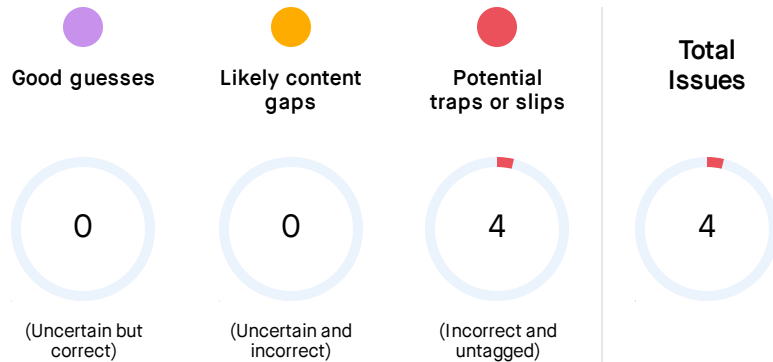 Good guesses
Likely content
gaps
Potential
traps or slips
Total
Issues
0
0
4
4
(Uncertain but
correct)
(Uncertain and
incorrect)
(Incorrect and
untagged)